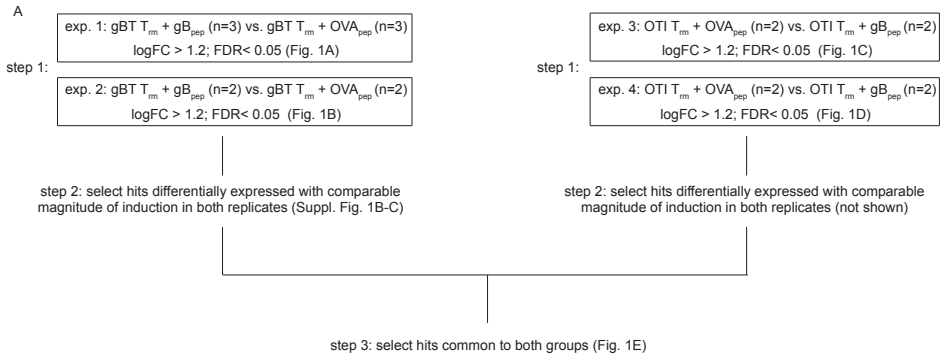 A
exp. 1: gBT Trm + gBpep (n=3) vs. gBT Trm + OVApep (n=3)
logFC > 1.2; FDR< 0.05 (Fig. 1A)
step 1:
exp. 2: gBT Trm + gBpep (n=2) vs. gBT Trm + OVApep (n=2)
logFC > 1.2; FDR< 0.05 (Fig. 1B)
step 2: select hits differentially expressed with comparable
magnitude of induction in both replicates (Suppl. Fig. 1B-C)
exp. 3: OTI Trm + OVApep (n=2) vs. OTI Trm + gBpep (n=2)
logFC > 1.2; FDR< 0.05 (Fig. 1C)
step 1:
exp. 4: OTI Trm + OVApep (n=2) vs. OTI Trm + gBpep (n=2)
logFC > 1.2; FDR< 0.05 (Fig. 1D)
step 2: select hits differentially expressed with comparable
magnitude of induction in both replicates (not shown)
step 3: select hits common to both groups (Fig. 1E)